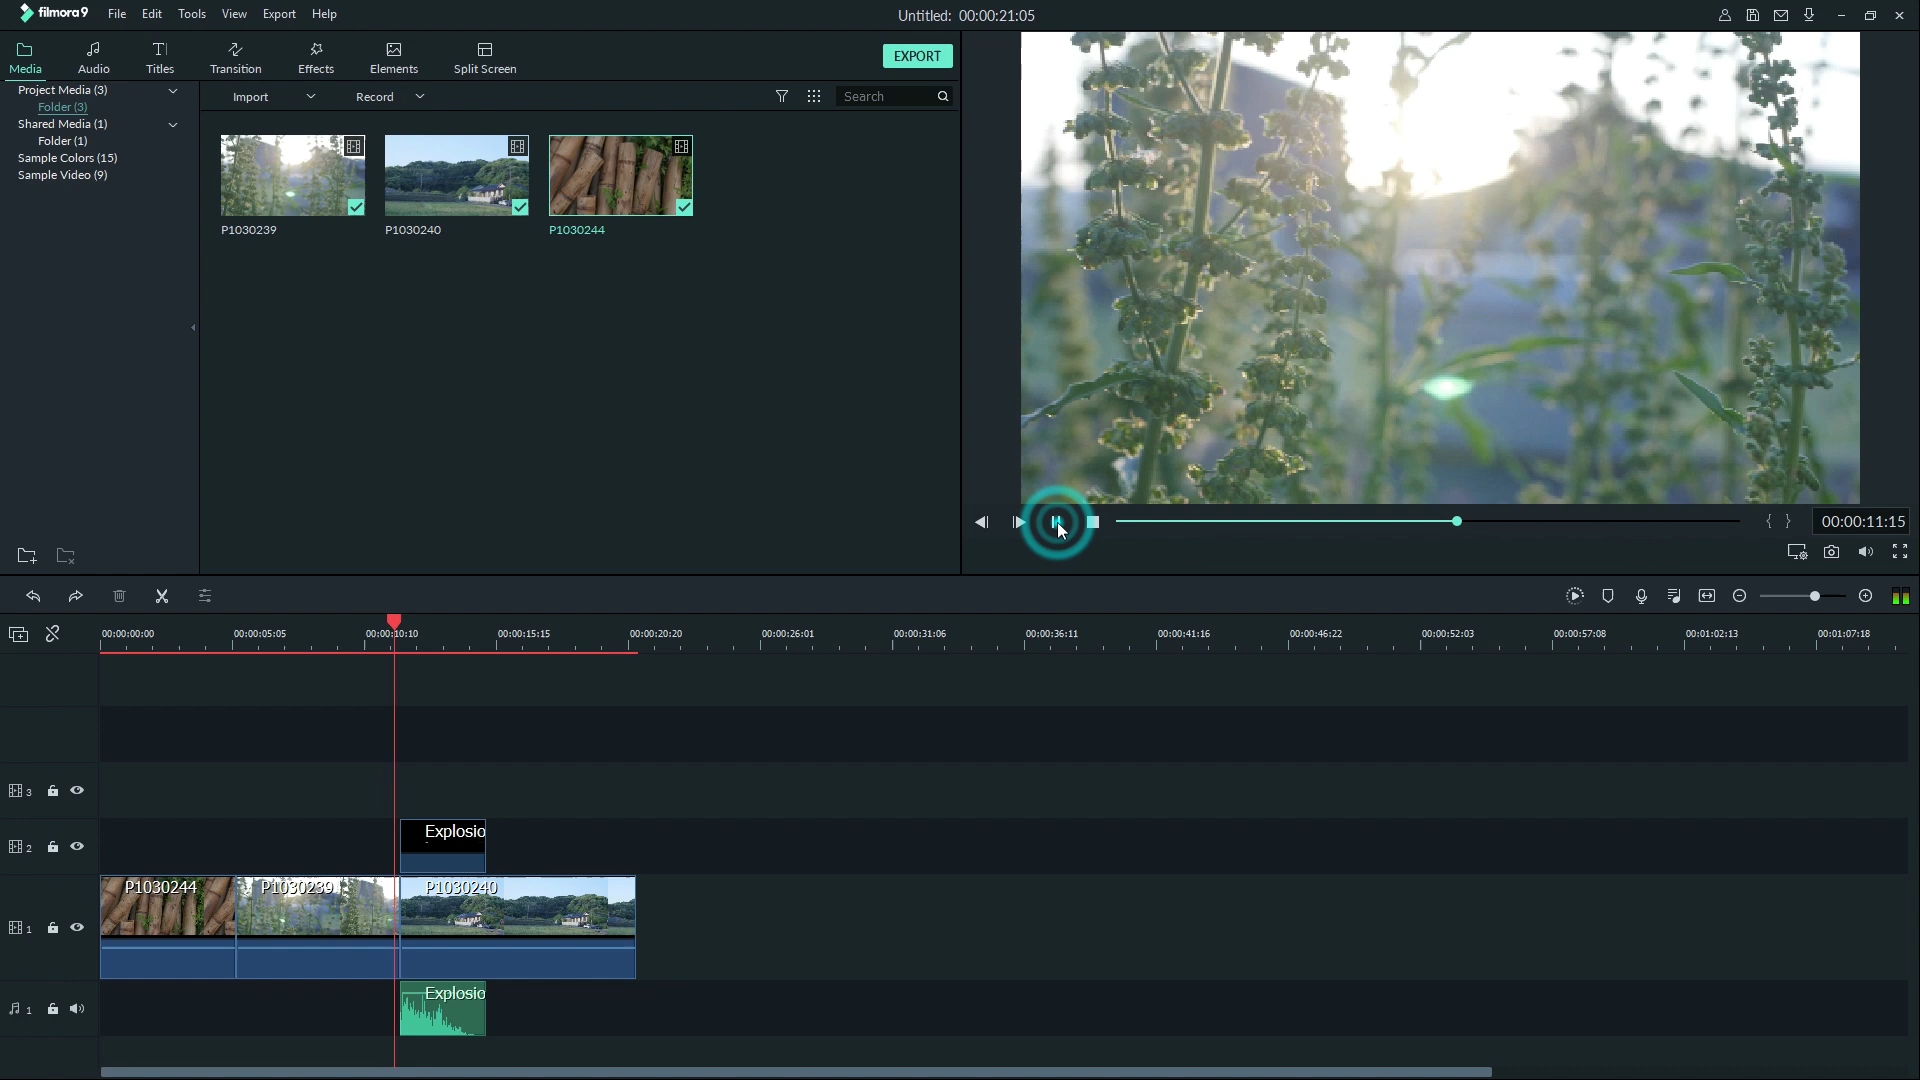 filmora9 File Edit Tools View Export Help Untitled: 00:00:21:05
Media Audio Titles Transition Effects Elements Split Screen EXPORT
Project Media (3)
Folder (3)
Shared Media (1)
Folder (1)
Sample Colors (15)
Sample Video (9)
Import Record Search
P1030239 P1030240 P1030244
{ } 00:00:11:15
00:00:00:00 00:00:05:05 00:00:10:10 00:00:15:15 00:00:20:20 00:00:26:01 00:00:31:06 00:00:36:11 00:00:41:16 00:00:46:22 00:00:52:03 00:00:57:08 00:01:02:13 00:01:07:18
3
2 Explosio
P1030244 P1030239 P1030240
1
Explosio
1